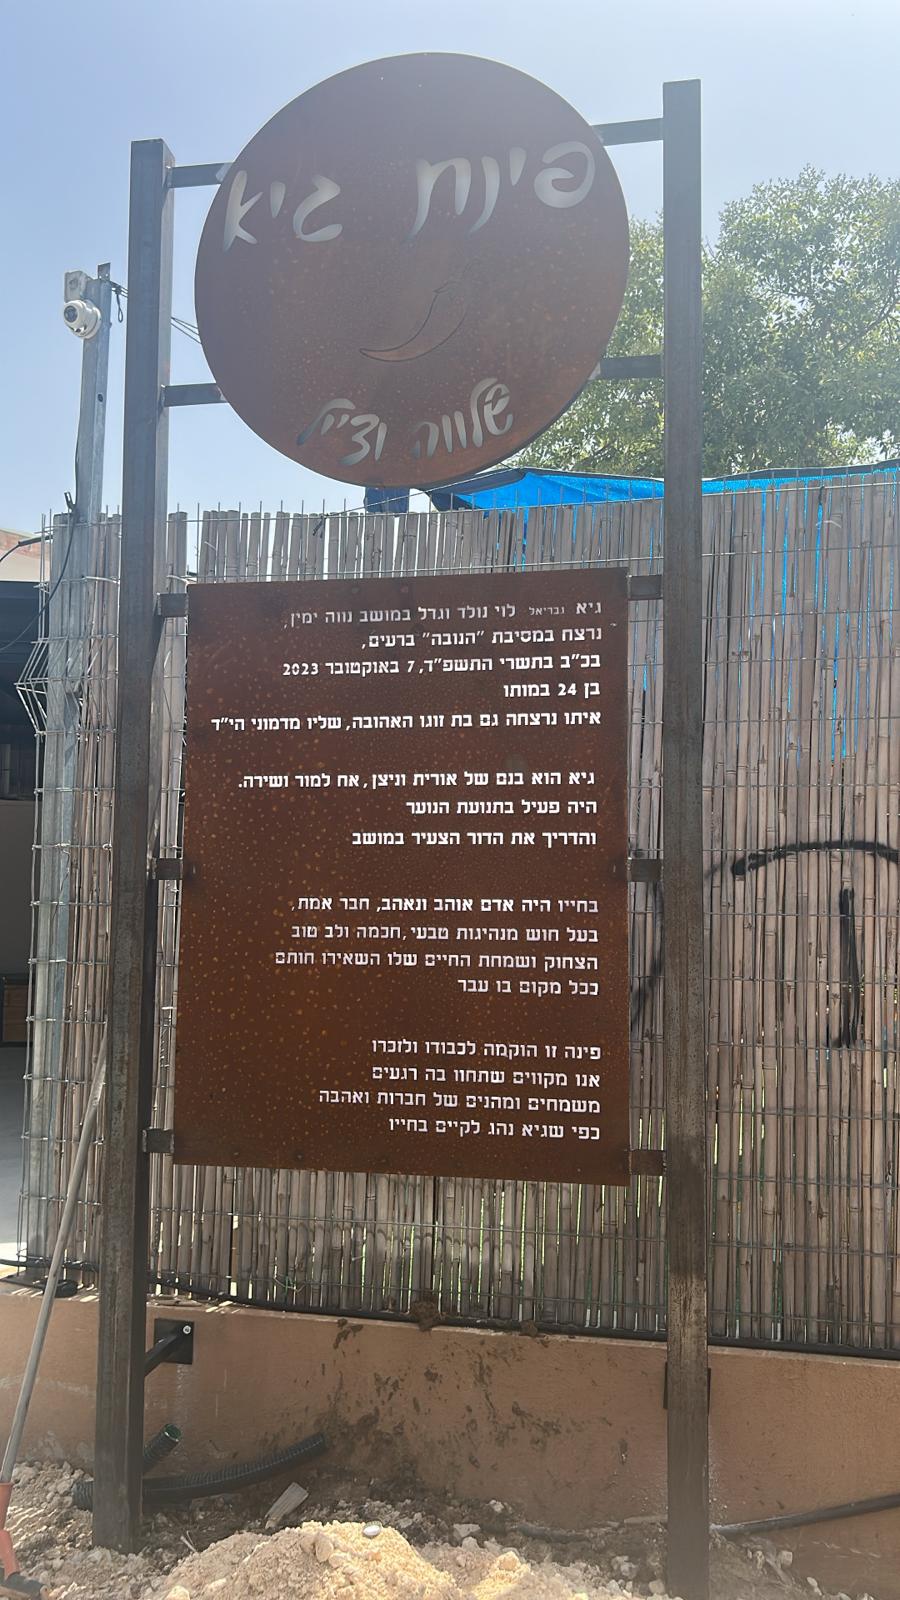 פינת גיא
שלווה וצ'יל
גיא גבריאל לוי נולד וגדל במושב נווה ימין,
נרצח במסיבת "הנובה" ברעים,
בכ"ב בתשרי התשפ"ד, 7 באוקטובר 2023
בן 24 במותו
איתו נרצחה גם בת זוגו האהובה, שליו מדמוני הי"ד
גיא הוא בנם של אורית וניצן, אח למור ושירה.
היה פעיל בתנועת הנוער
והדריך את הדור הצעיר במושב
בחייו היה אדם אוהב ונאהב, חבר אמת,
בעל חוש מנהיגות טבעי, חכמה ולב טוב
הצחוק ושמחת החיים שלו השאירו חותם
בכל מקום בו עבר
פינה זו הוקמה לכבודו ולזכרו
אנו מקווים שתחוו בה רגעים
משמחים ומהנים של חברות ואהבה
כפי שגיא נהג לקיים בחייו